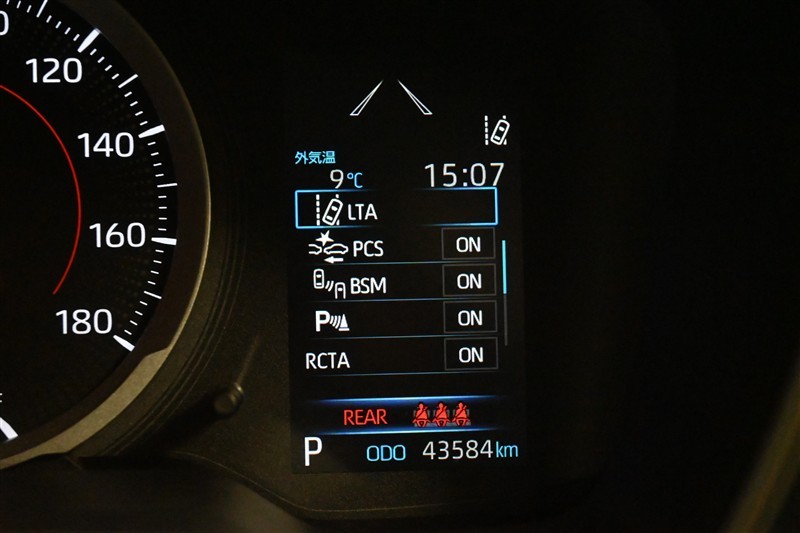 120
140
160
180
外気温
9℃ 15:07
LTA
PCS ON
BSM ON
P ON
RCTA ON
REAR
P ODO 43584km